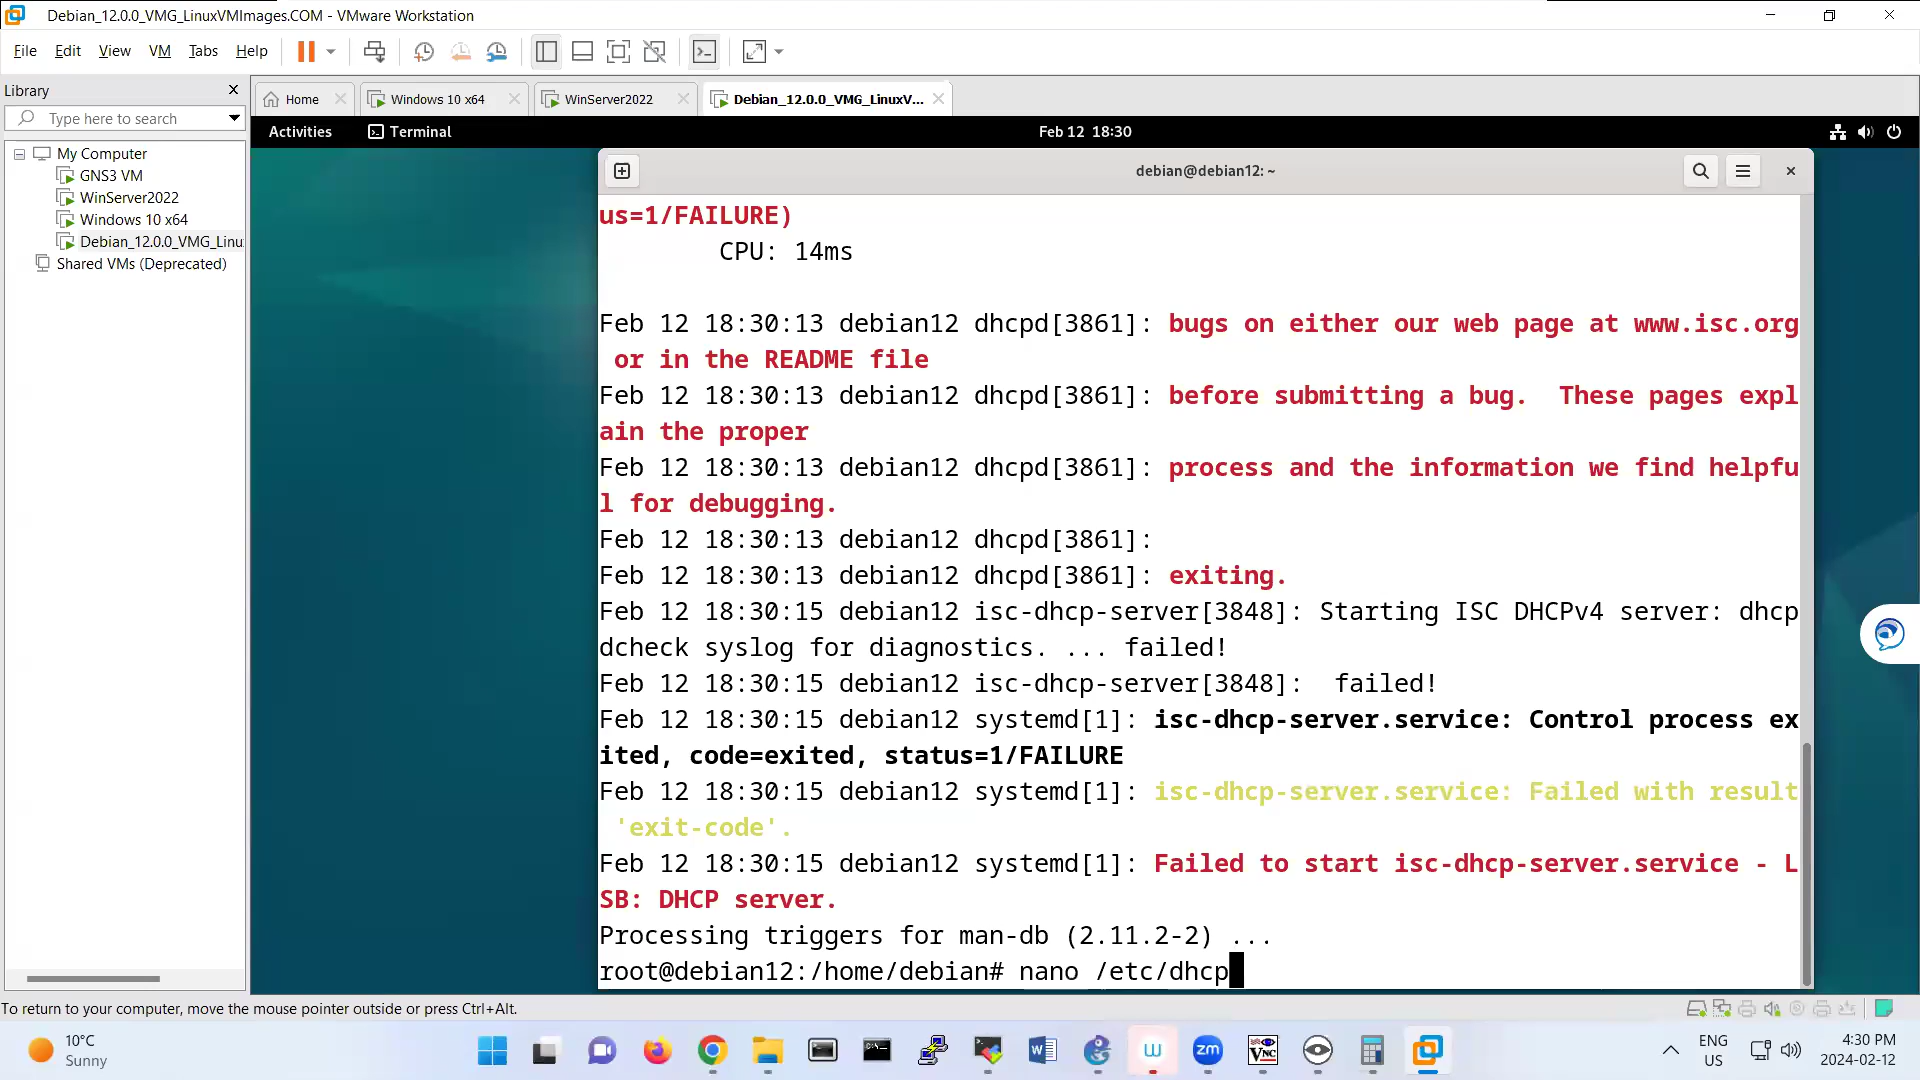 Debian_12.0.0_VMG_LinuxVMImages.COM - VMware Workstation
File Edit View VM Tabs Help
Library
Type here to search
My Computer
GNS3 VM
WinServer2022
Windows 10 x64
Debian_12.0.0_VMG_Linu
Shared VMs (Deprecated)
Home Windows 10 x64 WinServer2022 Debian_12.0.0_VMG_LinuxV...
Activities Terminal Feb 12 18:30
debian@debian12: ~
us=1/FAILURE)
CPU: 14ms
Feb 12 18:30:13 debian12 dhcpd[3861]: bugs on either our web page at www.isc.org
or in the README file
Feb 12 18:30:13 debian12 dhcpd[3861]: before submitting a bug.  These pages expl
ain the proper
Feb 12 18:30:13 debian12 dhcpd[3861]: process and the information we find helpfu
l for debugging.
Feb 12 18:30:13 debian12 dhcpd[3861]:
Feb 12 18:30:13 debian12 dhcpd[3861]: exiting.
Feb 12 18:30:15 debian12 isc-dhcp-server[3848]: Starting ISC DHCPv4 server: dhcp
dcheck syslog for diagnostics. ... failed!
Feb 12 18:30:15 debian12 isc-dhcp-server[3848]:  failed!
Feb 12 18:30:15 debian12 systemd[1]: isc-dhcp-server.service: Control process ex
ited, code=exited, status=1/FAILURE
Feb 12 18:30:15 debian12 systemd[1]: isc-dhcp-server.service: Failed with result
'exit-code'.
Feb 12 18:30:15 debian12 systemd[1]: Failed to start isc-dhcp-server.service - L
SB: DHCP server.
Processing triggers for man-db (2.11.2-2) ...
root@debian12:/home/debian# nano /etc/dhcp
To return to your computer, move the mouse pointer outside or press Ctrl+Alt.
10°C
Sunny
ENG
US
4:30 PM
2024-02-12